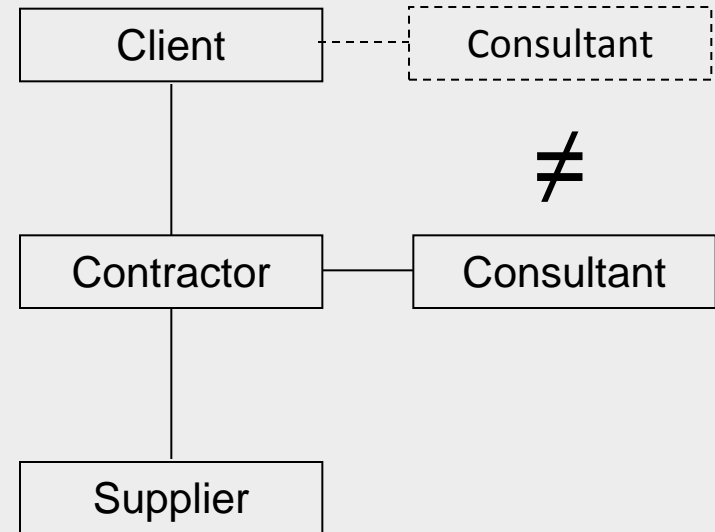 Client
Consultant
≠
Contractor
Consultant
Supplier